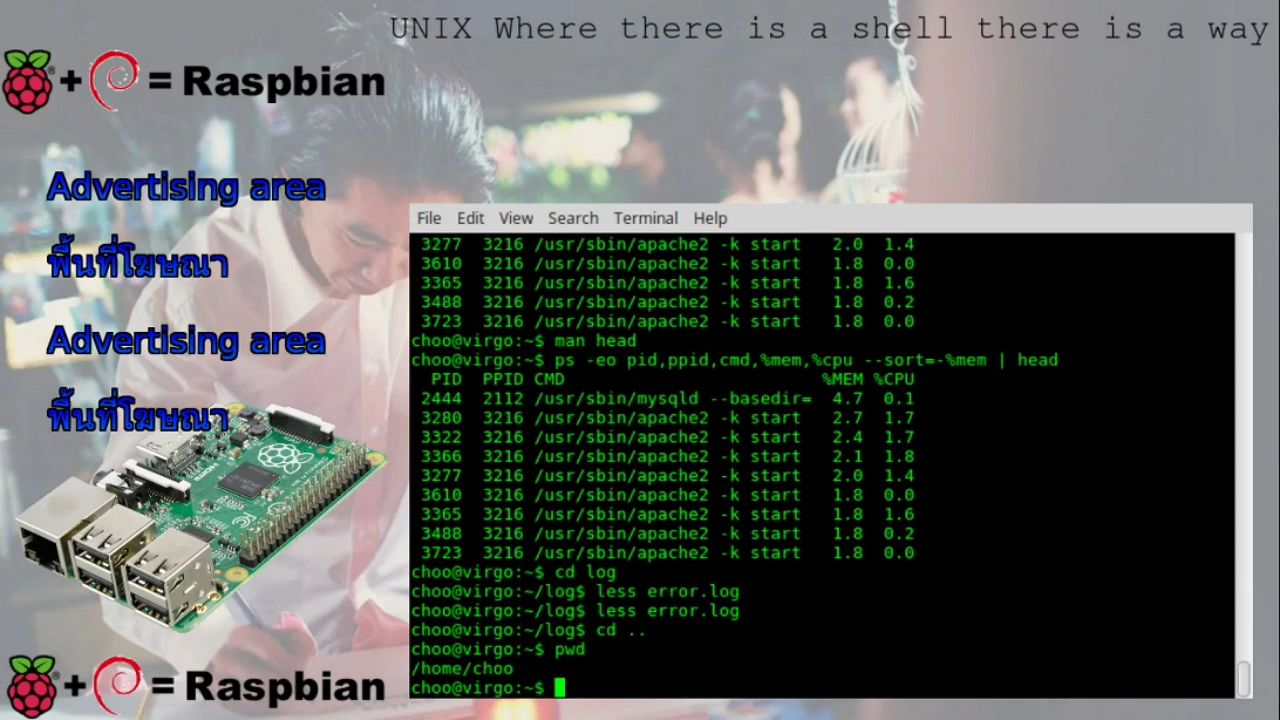 UNIX Where there is a shell there is a way
+ = Raspbian
Advertising area
พื้นที่โฆษณา
Advertising area
พื้นที่โฆษณา
+ = Raspbian
File Edit View Search Terminal Help
3277 3216 /usr/sbin/apache2 -k start 2.0 1.4
3610 3216 /usr/sbin/apache2 -k start 1.8 0.0
3365 3216 /usr/sbin/apache2 -k start 1.8 1.6
3488 3216 /usr/sbin/apache2 -k start 1.8 0.2
3723 3216 /usr/sbin/apache2 -k start 1.8 0.0
choo@virgo:~$ man head
choo@virgo:~$ ps -eo pid,ppid,cmd,%mem,%cpu --sort=-%mem | head
PID PPID CMD %MEM %CPU
2444 2112 /usr/sbin/mysqld --basedir= 4.7 0.1
3280 3216 /usr/sbin/apache2 -k start 2.7 1.7
3322 3216 /usr/sbin/apache2 -k start 2.4 1.7
3366 3216 /usr/sbin/apache2 -k start 2.1 1.8
3277 3216 /usr/sbin/apache2 -k start 2.0 1.4
3610 3216 /usr/sbin/apache2 -k start 1.8 0.0
3365 3216 /usr/sbin/apache2 -k start 1.8 1.6
3488 3216 /usr/sbin/apache2 -k start 1.8 0.2
3723 3216 /usr/sbin/apache2 -k start 1.8 0.0
choo@virgo:~$ cd log
choo@virgo:~/log$ less error.log
choo@virgo:~/log$ less error.log
choo@virgo:~/log$ cd ..
choo@virgo:~$ pwd
/home/choo
choo@virgo:~$